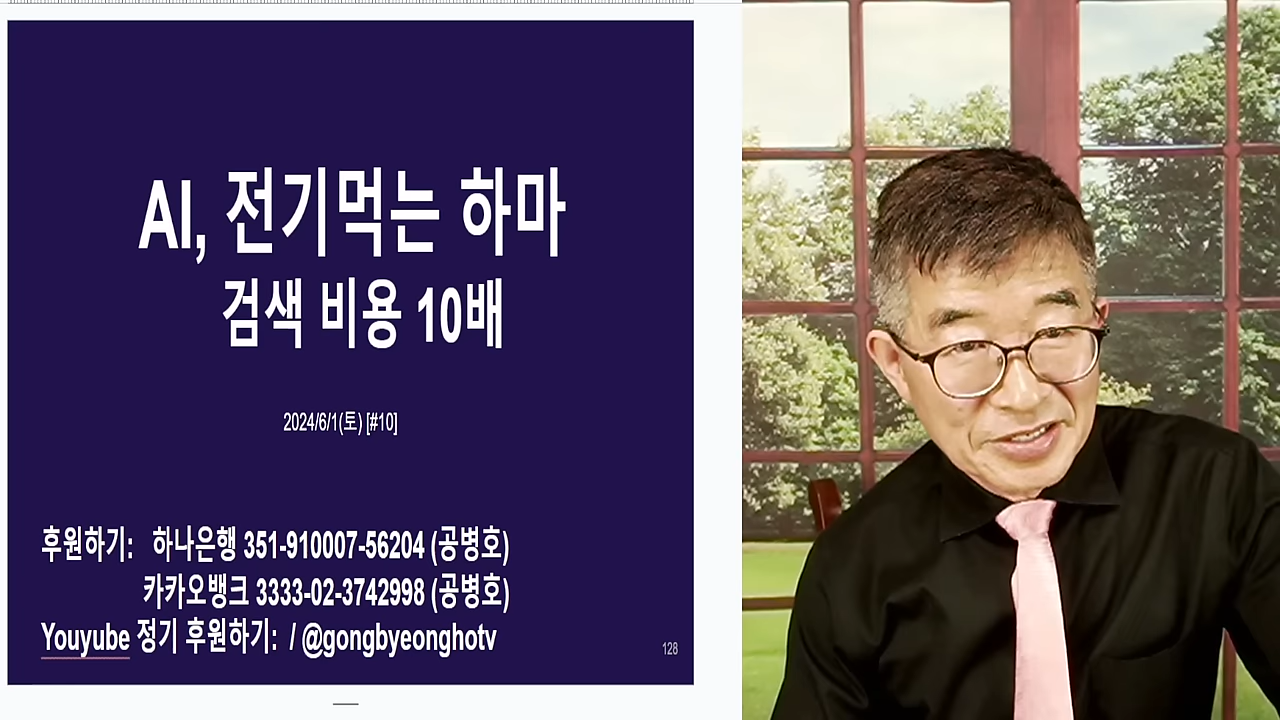 AI, 전기먹는 하마
검색 비용 10배
2024/6/1(토) [#10]
후원하기: 하나은행 351-910007-56204 (공병호)
카카오뱅크 3333-02-3742998 (공병호)
Youyube 정기 후원하기: / @gongbyeonghotv
128